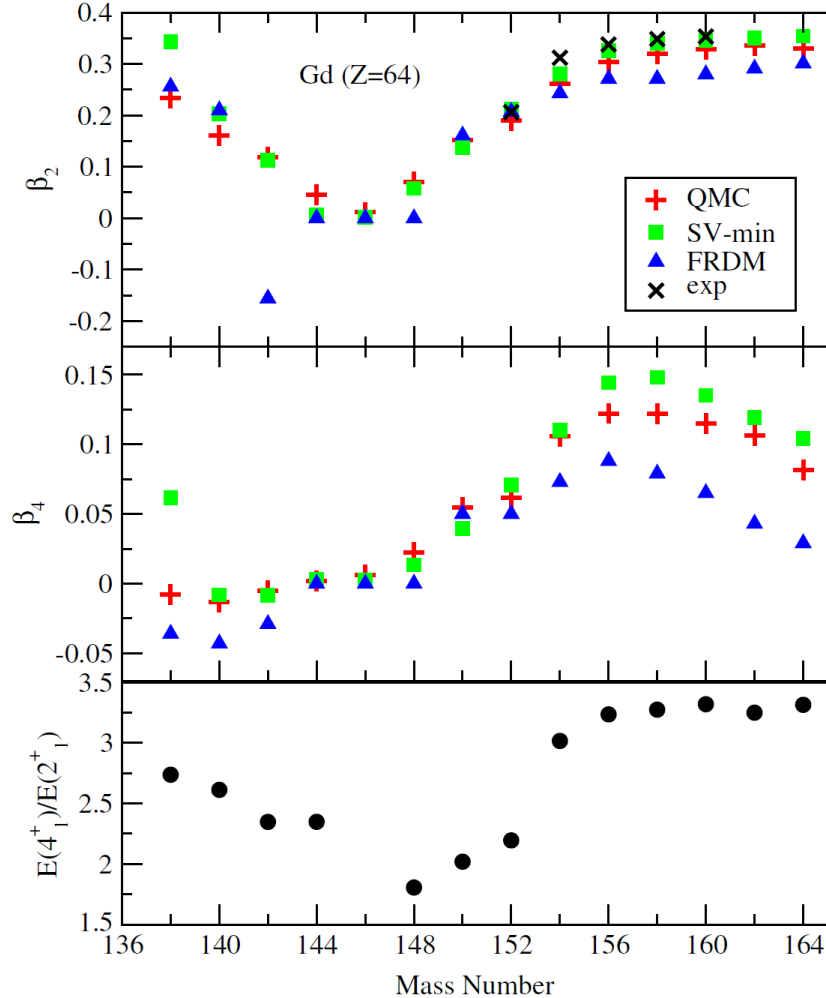 0.4
0.3
0.2
0.1
0
-0.1
-0.2
β2
Gd (Z=64)
QMC
SV-min
FRDM
exp
0.15
0.1
0.05
0
-0.05
β4
3.5
3
2.5
2
1.5
E(4+1)/E(2+1)
136 140 144 148 152 156 160 164
Mass Number